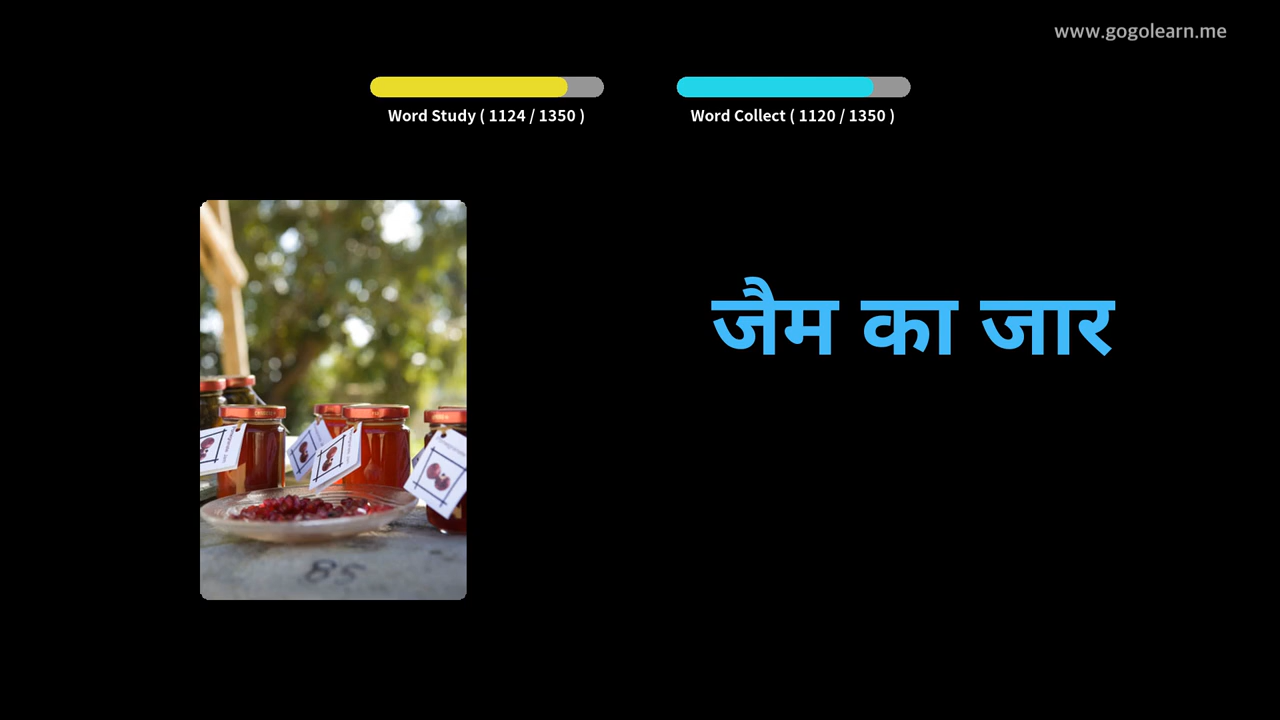 www.gogolearn.me
Word Study ( 1124 / 1350 )
Word Collect ( 1120 / 1350 )
जैम का जार
85